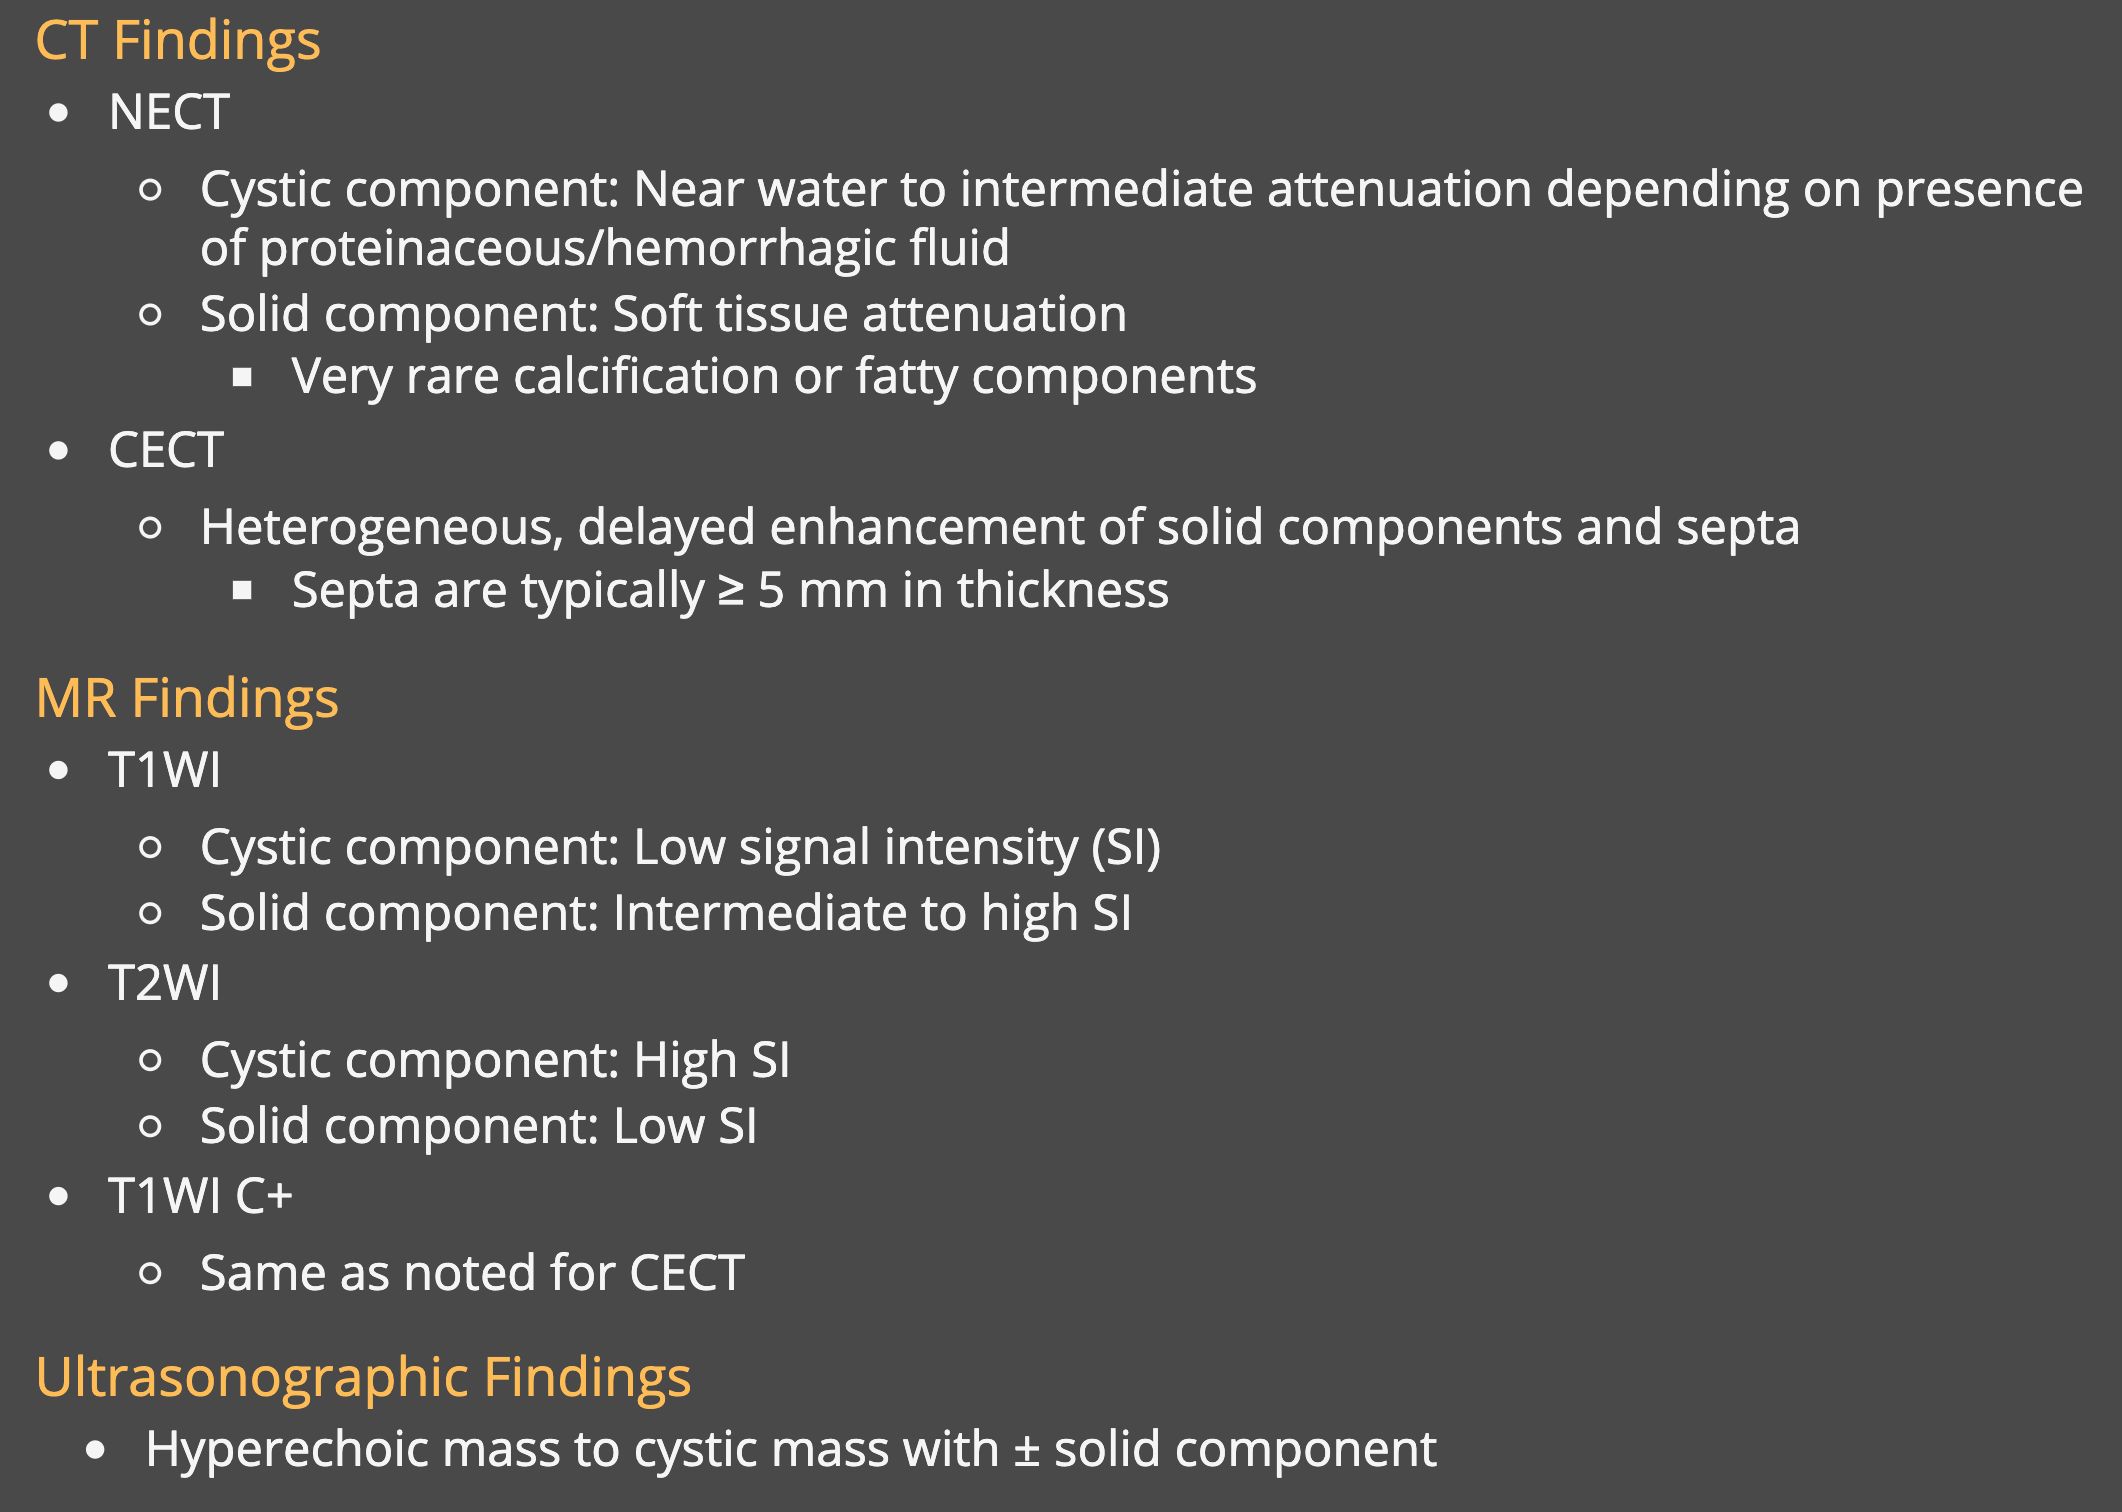 CT Findings
• NECT
○ Cystic component: Near water to intermediate attenuation depending on presence
of proteinaceous/hemorrhagic fluid
○ Solid component: Soft tissue attenuation
■ Very rare calcification or fatty components
• CECT
○ Heterogeneous, delayed enhancement of solid components and septa
■ Septa are typically ≥ 5 mm in thickness
MR Findings
• T1WI
○ Cystic component: Low signal intensity (SI)
○ Solid component: Intermediate to high SI
• T2WI
○ Cystic component: High SI
○ Solid component: Low SI
• T1WI C+
○ Same as noted for CECT
Ultrasonographic Findings
• Hyperechoic mass to cystic mass with ± solid component